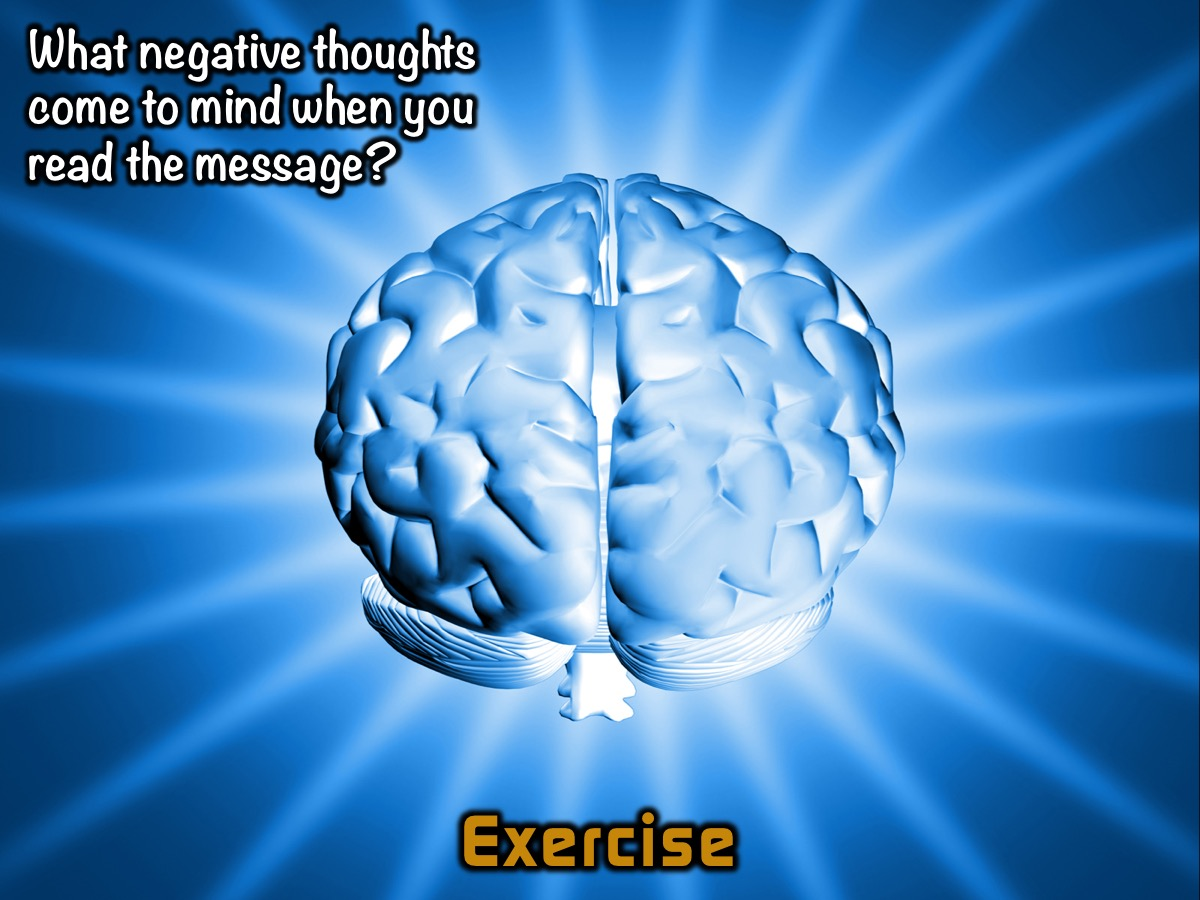 What negative thoughts
come to mind when you
read the message?
Exercise